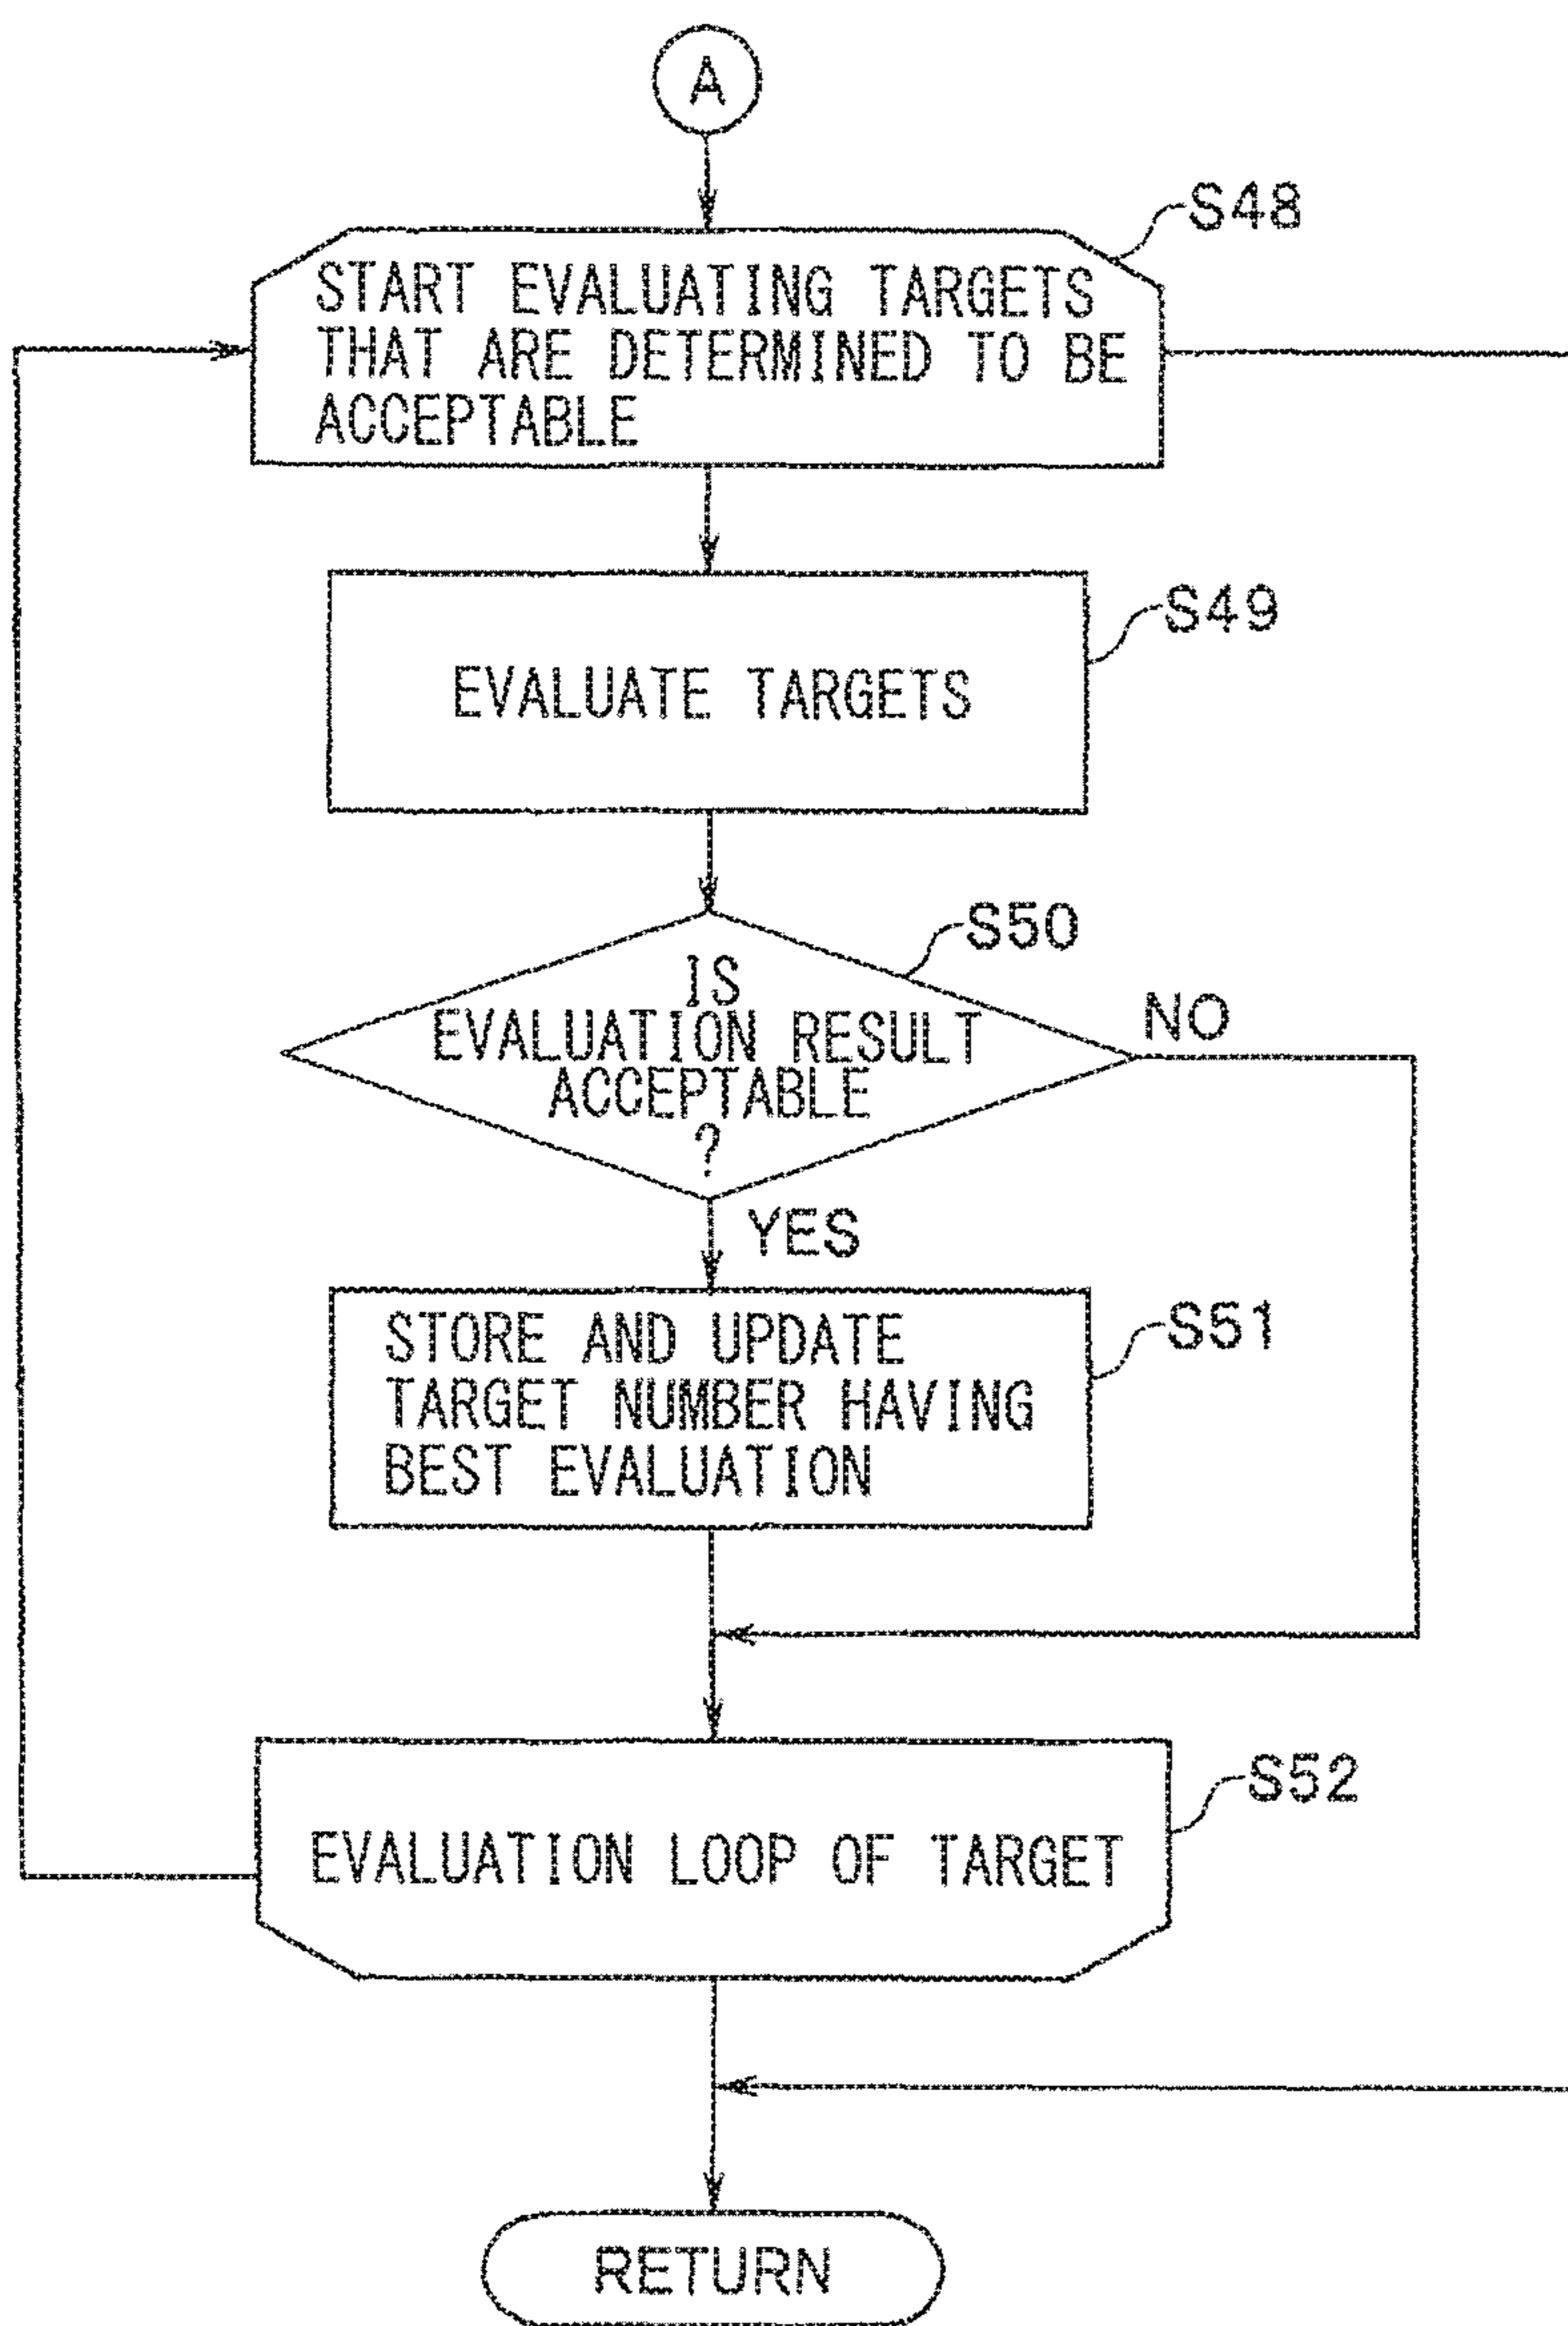 A
S48
START EVALUATING TARGETS
THAT ARE DETERMINED TO BE
ACCEPTABLE
S49
EVALUATE TARGETS
S50
IS
EVALUATION RESULT
ACCEPTABLE
?
NO
YES
S51
STORE AND UPDATE
TARGET NUMBER HAVING
BEST EVALUATION
S52
EVALUATION LOOP OF TARGET
RETURN